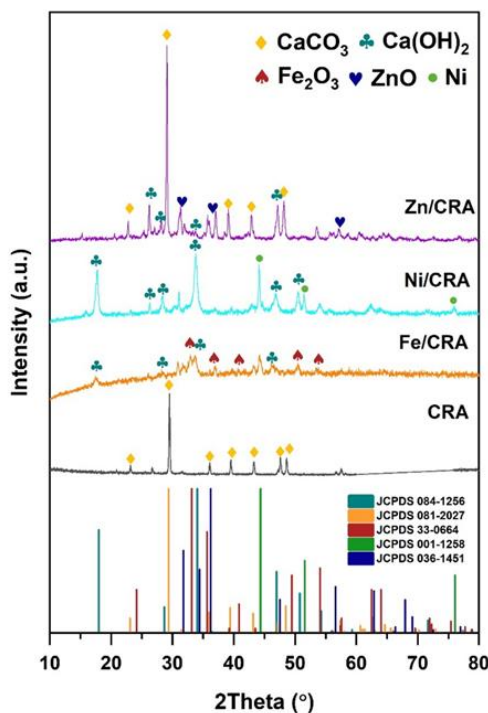 CaCO₃ Ca(OH)₂
Fe₂O₃ ZnO Ni
Zn/CRA
Ni/CRA
Fe/CRA
CRA
JCPDS 084-1256
JCPDS 081-2027
JCPDS 33-0664
JCPDS 001-1258
JCPDS 036-1451
Intensity (a.u.)
10 20 30 40 50 60 70 80
2Theta (°)